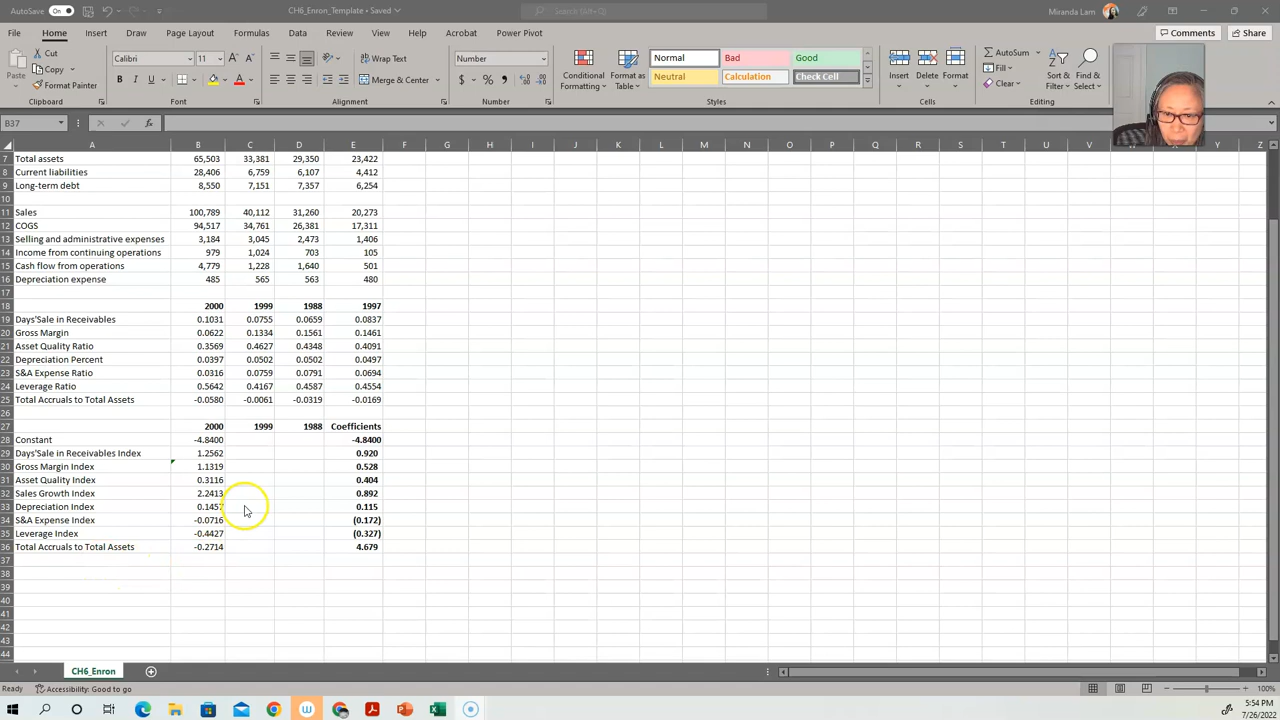 AutoSave On CH6_Enron_Template • Saved Search (Alt+Q) Miranda Lam
File Home Insert Draw Page Layout Formulas Data Review View Help Acrobat Power Pivot Comments Share
Paste Cut Copy Format Painter Clipboard
Calibri 11 B I U A Font
Wrap Text Merge & Center Alignment
Number $ % Number
Conditional Formatting Format as Table Normal Bad Good Neutral Calculation Check Cell Styles
Insert Delete Format Cells
AutoSum Fill Clear Sort & Filter Find & Select Editing
B37 fx
A B C D E F G H I J K L M N O P Q R S T U V W X Y Z
7 Total assets 65,503 33,381 29,350 23,422
8 Current liabilities 28,406 6,759 6,107 4,412
9 Long-term debt 8,550 7,151 7,357 6,254
10
11 Sales 100,789 40,112 31,260 20,273
12 COGS 94,517 34,761 26,381 17,311
13 Selling and administrative expenses 3,184 3,045 2,473 1,406
14 Income from continuing operations 979 1,024 703 105
15 Cash flow from operations 4,779 1,228 1,640 501
16 Depreciation expense 485 565 563 480
17
18 2000 1999 1988 1997
19 Days'Sale in Receivables 0.1031 0.0755 0.0659 0.0837
20 Gross Margin 0.0622 0.1334 0.1561 0.1461
21 Asset Quality Ratio 0.3569 0.4627 0.4348 0.4091
22 Depreciation Percent 0.0397 0.0502 0.0502 0.0497
23 S&A Expense Ratio 0.0316 0.0759 0.0791 0.0694
24 Leverage Ratio 0.5642 0.4167 0.4587 0.4554
25 Total Accruals to Total Assets -0.0580 -0.0061 -0.0319 -0.0169
26
27 2000 1999 1988 Coefficients
28 Constant -4.8400 -4.8400
29 Days'Sale in Receivables Index 1.2562 0.920
30 Gross Margin Index 1.1319 0.528
31 Asset Quality Index 0.3116 0.404
32 Sales Growth Index 2.2413 0.892
33 Depreciation Index 0.1457 0.115
34 S&A Expense Index -0.0716 (0.172)
35 Leverage Index -0.4427 (0.327)
36 Total Accruals to Total Assets -0.2714 4.679
37
38
39
40
41
42
43
44
CH6_Enron
Ready Accessibility: Good to go 100%
5:54 PM
7/26/2022